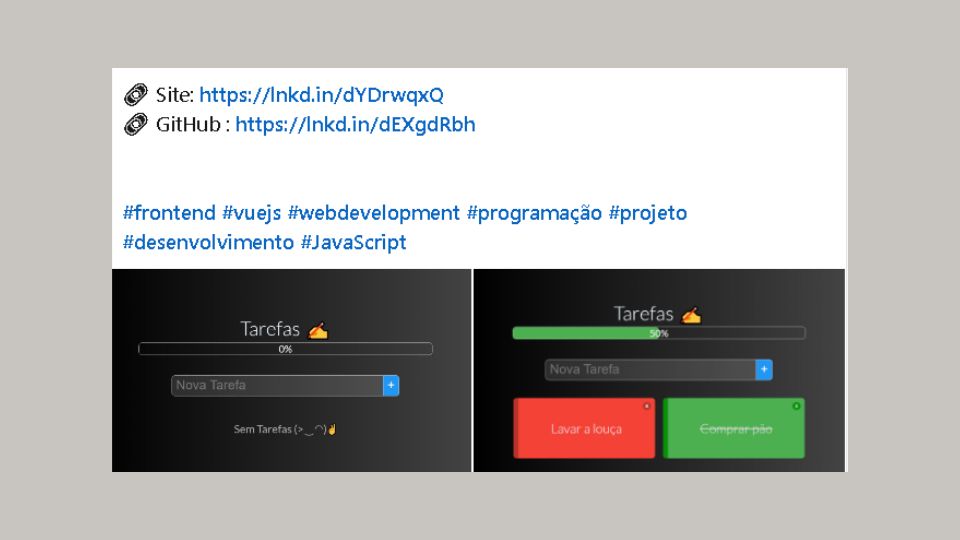 🔗 Site: https://lnkd.in/dYDrwqxQ
🔗 GitHub : https://lnkd.in/dEXgdRbh
#frontend #vuejs #webdevelopment #programação #projeto
#desenvolvimento #JavaScript
Tarefas ✍️
0%
Nova Tarefa +
Sem Tarefas (>‿◠)✌
Tarefas ✍️
50%
Nova Tarefa +
Lavar a louça
Comprar pão